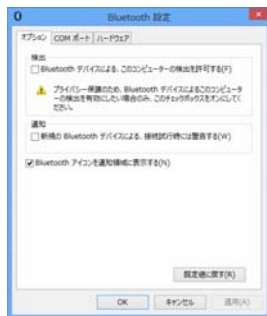 Bluetooth 設定
オプション COM ポート ハードウェア
検出
Bluetooth デバイスによる、このコンピューターの検出を許可する(F)
プライバシー保護のため、Bluetooth デバイスによるこのコンピュータ
ーの検出を有効にしたい場合のみ、このチェックボックスをオンにしてく
ださい。
通知
新規の Bluetooth デバイスによる、接続試行時には警告する(W)
Bluetooth アイコンを通知領域に表示する(N)
既定値に戻す(R)
OK キャンセル 適用(A)